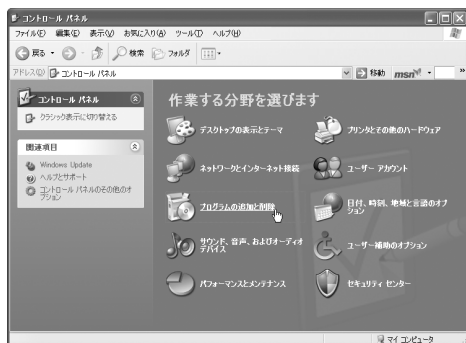 コントロール パネル
ファイル(F) 編集(E) 表示(V) お気に入り(A) ツール(T) ヘルプ(H)
戻る 検索 フォルダ
アドレス(D) コントロール パネル 移動 msn »
コントロール パネル
クラシック表示に切り替える
関連項目
Windows Update
ヘルプとサポート
コントロール パネルのその他のオプション
作業する分野を選びます
デスクトップの表示とテーマ
プリンタとその他のハードウェア
ネットワークとインターネット接続
ユーザー アカウント
プログラムの追加と削除
日付、時刻、地域と言語のオプ
ション
サウンド、音声、およびオーディオ
デバイス
ユーザー補助のオプション
パフォーマンスとメンテナンス
セキュリティ センター
マイ コンピュータ